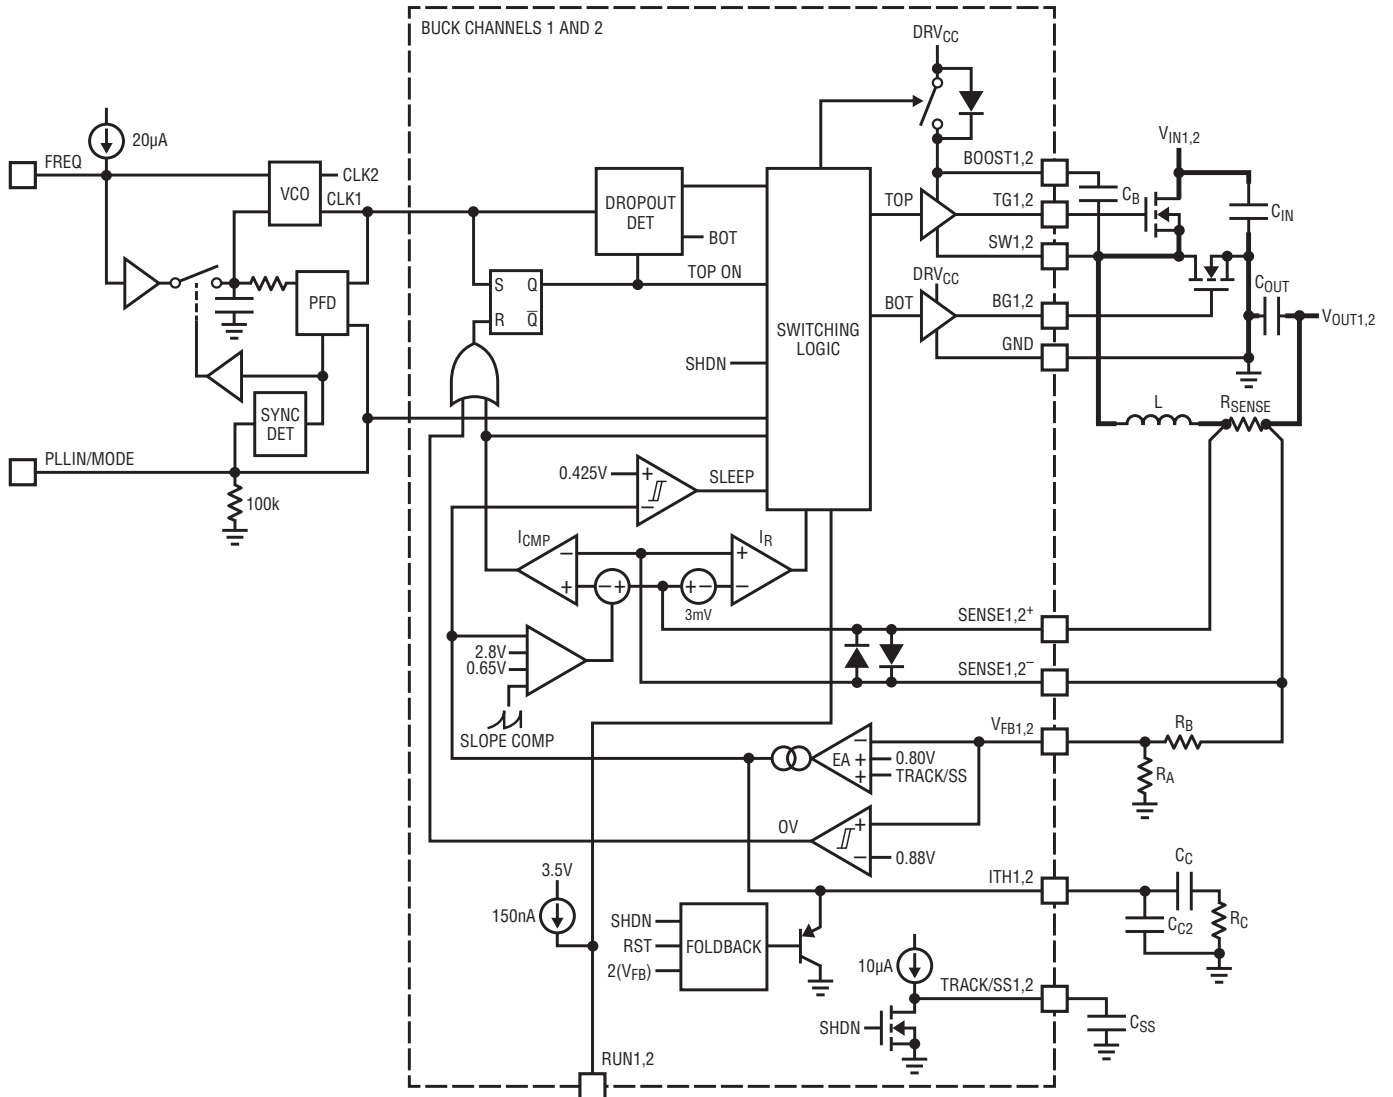 BUCK CHANNELS 1 AND 2
DRVCC
20µA
FREQ
VCO
CLK2
CLK1
DROPOUT
DET
BOT
TOP ON
BOOST1,2
TOP
TG1,2
SW1,2
VIN1,2
CB
CIN
PFD
S Q
R Q̅
SWITCHING
LOGIC
BOT
DRVCC
BG1,2
GND
COUT
VOUT1,2
SHDN
SYNC
DET
L
RSENSE
PLLIN/MODE
100k
0.425V
+
−
SLEEP
ICMP
−
+
− +
+ −
3mV
IR
+
−
2.8V
0.65V
SLOPE COMP
SENSE1,2+
SENSE1,2−
VFB1,2
RB
RA
EA
−
+
+
0.80V
TRACK/SS
OV
+
−
0.88V
3.5V
150nA
SHDN
RST
2(VFB)
FOLDBACK
ITH1,2
CC
CC2
RC
10µA
TRACK/SS1,2
SHDN
CSS
RUN1,2